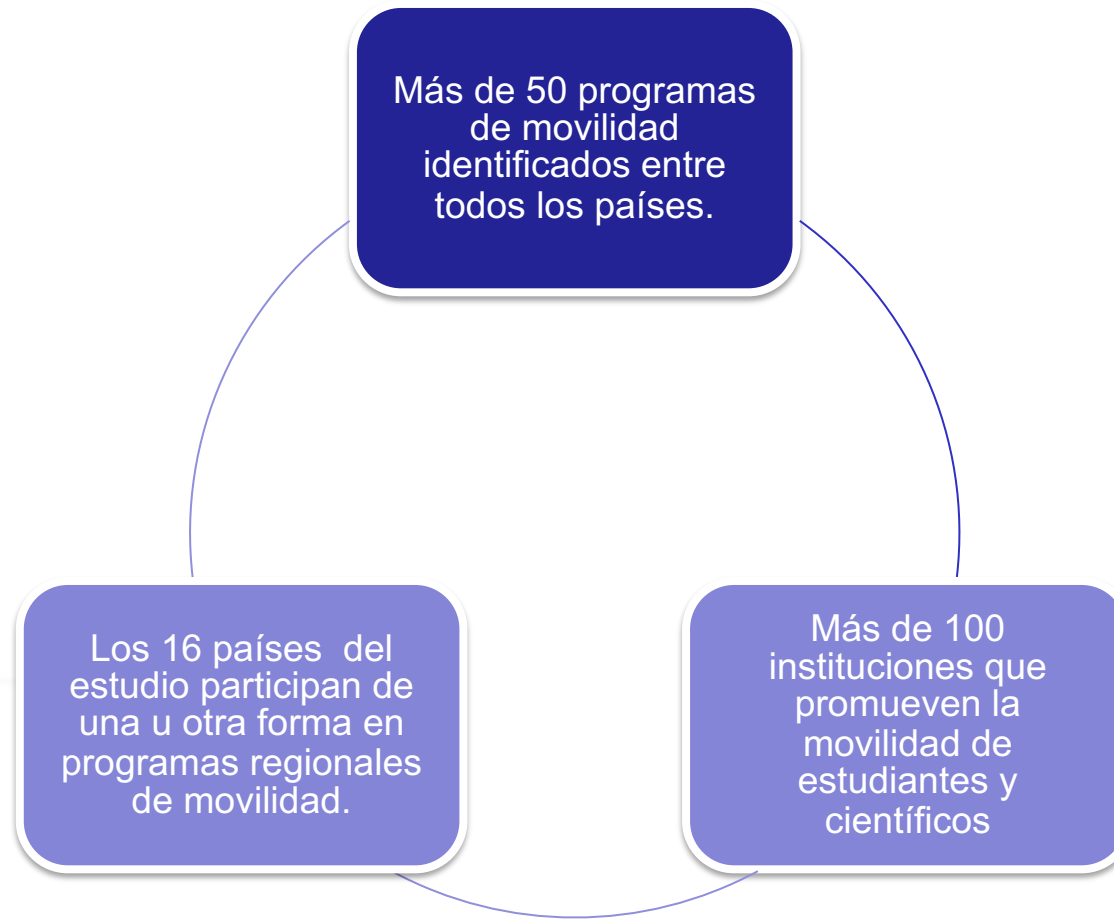 Más de 50 programas
de movilidad
identificados entre
todos los países.
Los 16 países  del
estudio participan de
una u otra forma en
programas regionales
de movilidad.
Más de 100
instituciones que
promueven la
movilidad de
estudiantes y
científicos